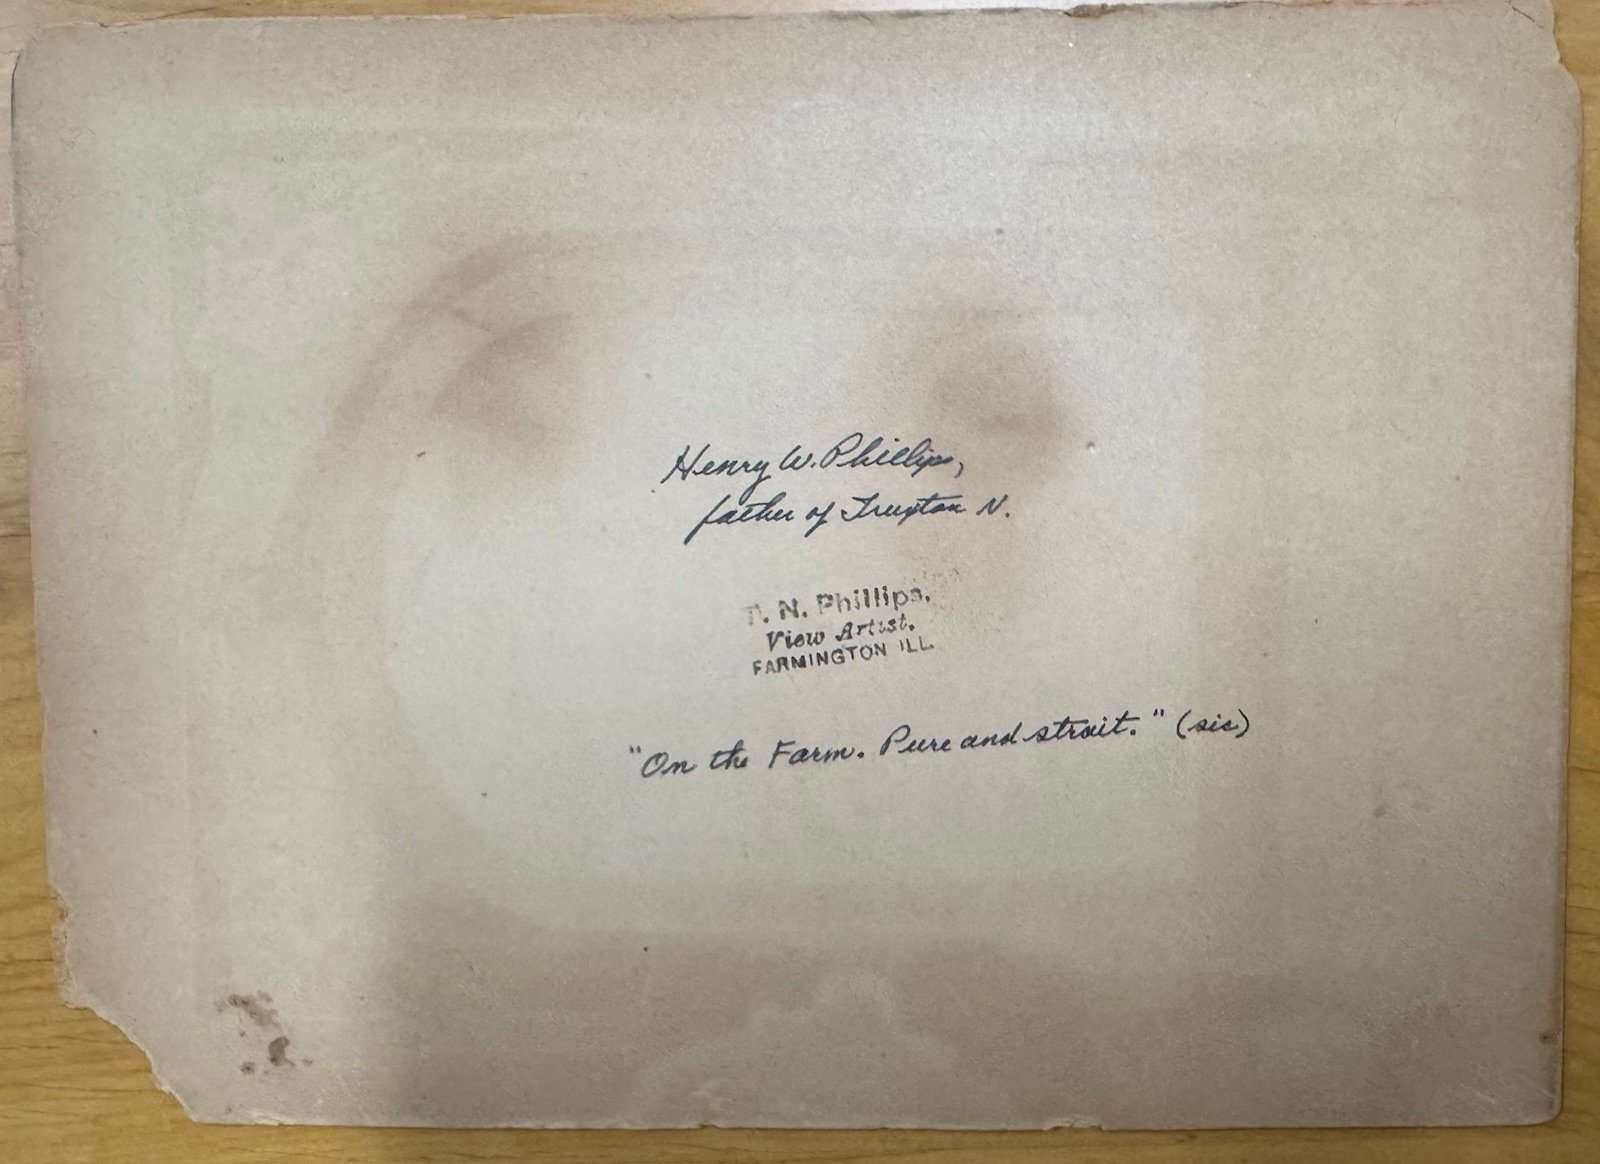 Henry W. Phillips,
father of Truxton N.
T. N. Phillips.
View Artist.
FARMINGTON ILL.
"On the Farm. Pure and strait." (sic)